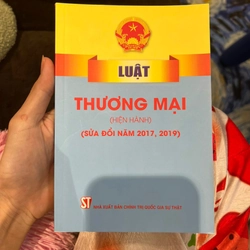 LUẬT
THƯƠNG MẠI
(HIỆN HÀNH)
(SỬA ĐỔI NĂM 2017, 2019)
ST NHÀ XUẤT BẢN CHÍNH TRỊ QUỐC GIA SỰ THẬT